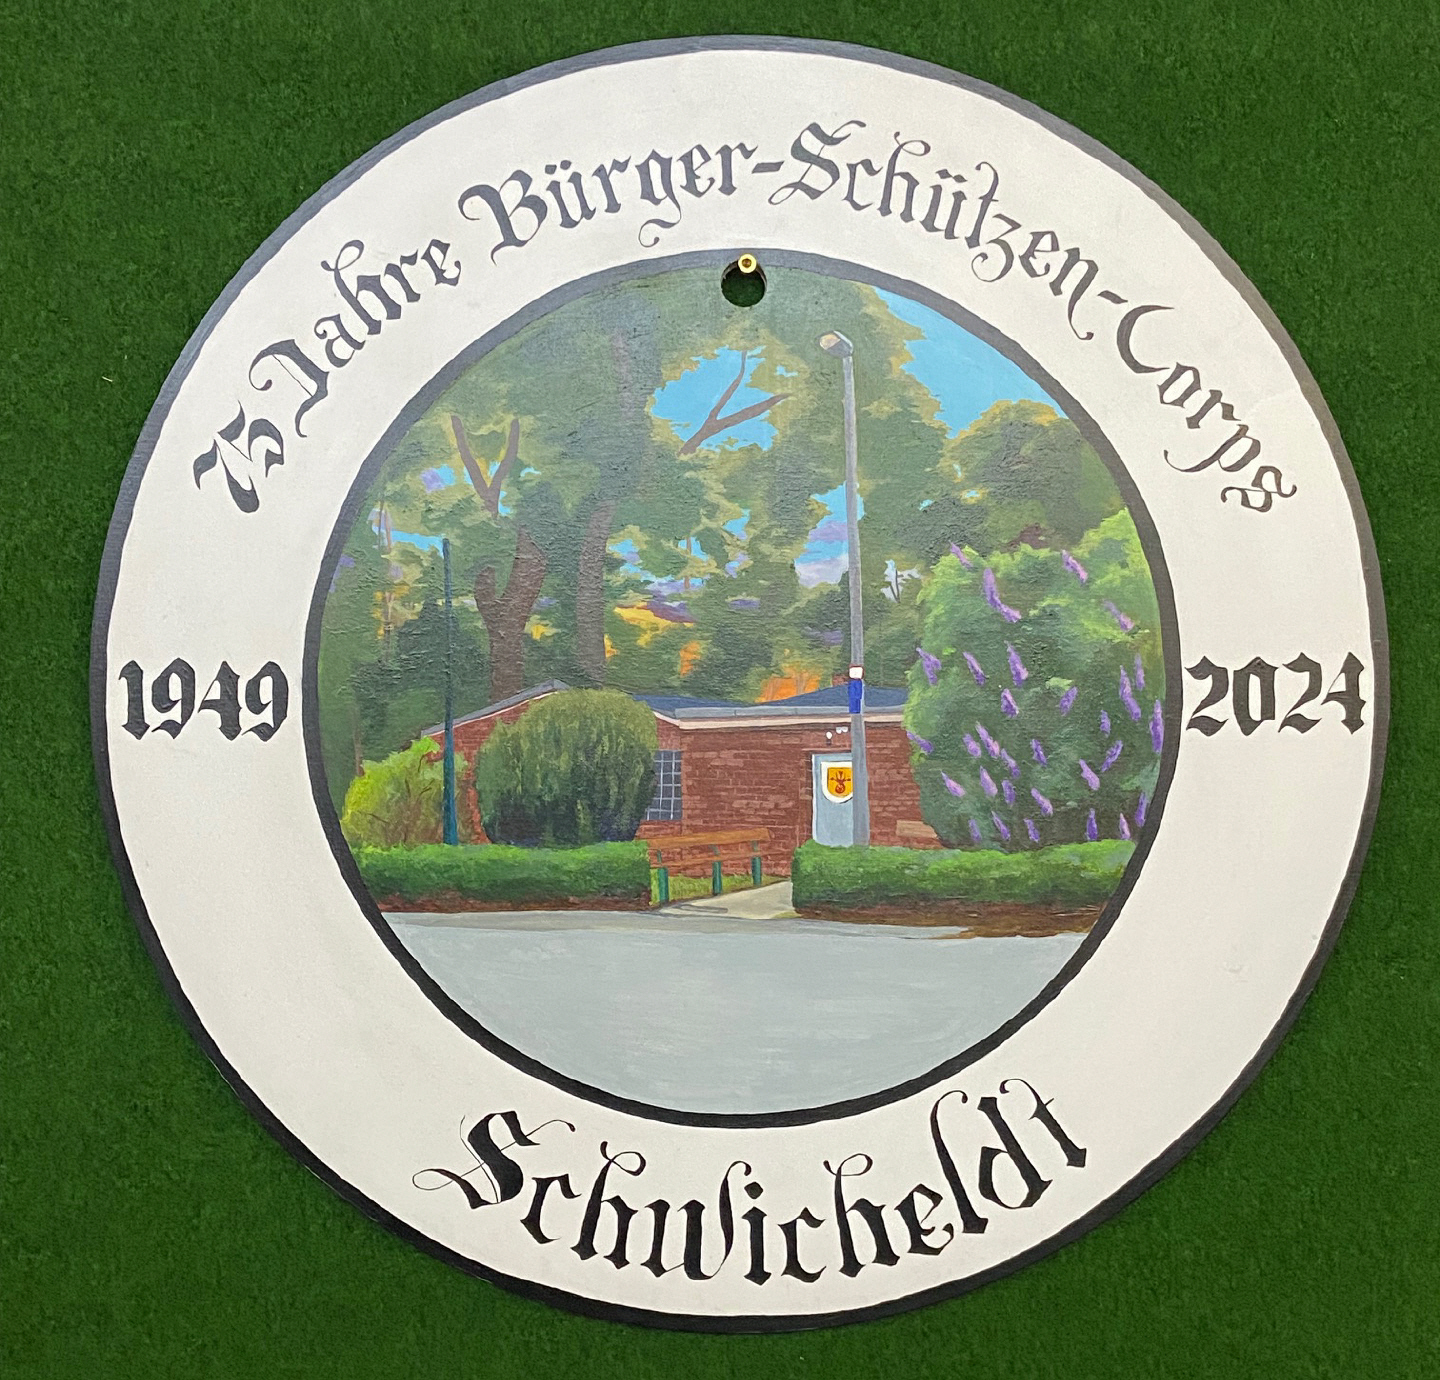 75 Jahre Bürger-Schützen-Corps
1949
2024
Schwicheldt